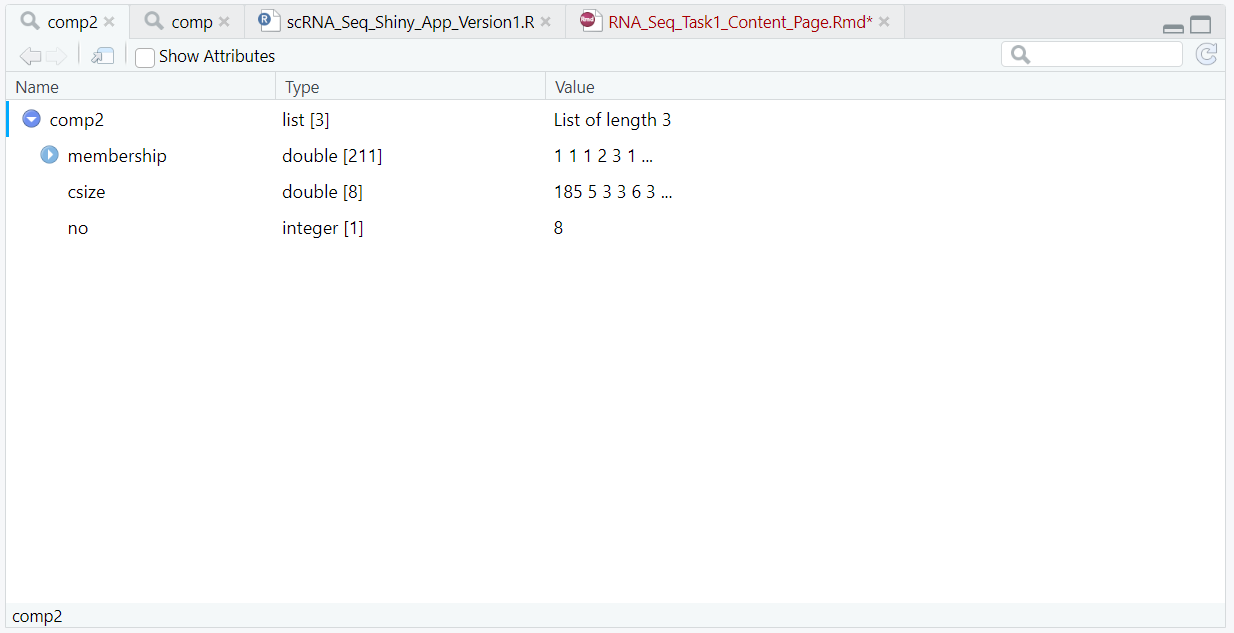 comp2 comp scRNA_Seq_Shiny_App_Version1.R RNA_Seq_Task1_Content_Page.Rmd*
Show Attributes
Name Type Value
comp2 list [3] List of length 3
membership double [211] 1 1 1 2 3 1 ...
csize double [8] 185 5 3 3 6 3 ...
no integer [1] 8
comp2